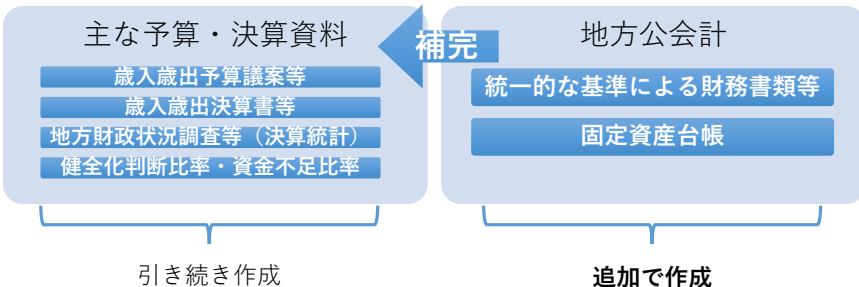 主な予算・決算資料
歳入歳出予算議案等
歳入歳出決算書等
地方財政状況調査等（決算統計）
健全化判断比率・資金不足比率
引き続き作成
補完
地方公会計
統一的な基準による財務書類等
固定資産台帳
追加で作成